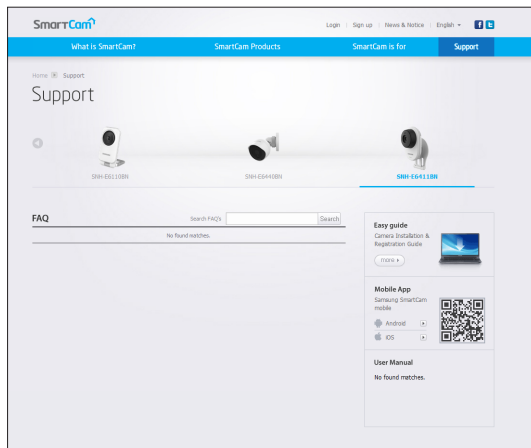 SmartCam
Login | Sign up | News & Notice | English
What is SmartCam? SmartCam Products SmartCam is for Support
Home Support
Support
SNH-E6110BN SNH-E6440BN SNH-E6411BN
FAQ Search FAQ's Search
No found matches.
Easy guide
Camera Installation &
Registration Guide
more
Mobile App
Samsung SmartCam
mobile
Android
iOS
User Manual
No found matches.